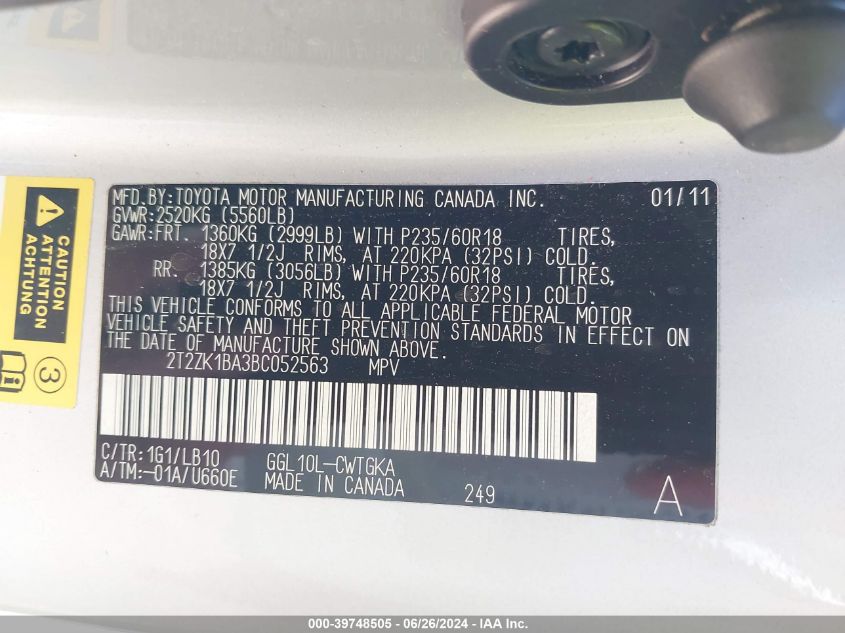 MFD.BY:TOYOTA MOTOR MANUFACTURING CANADA INC. 01/11
GVWR:2520KG (5560LB)
GAWR:FRT. 1360KG (2999LB) WITH P235/60R18 TIRES,
18X7 1/2J RIMS, AT 220KPA (32PSI) COLD.
RR. 1385KG (3056LB) WITH P235/60R18 TIRES,
18X7 1/2J RIMS, AT 220KPA (32PSI) COLD.
THIS VEHICLE CONFORMS TO ALL APPLICABLE FEDERAL MOTOR
VEHICLE SAFETY AND THEFT PREVENTION STANDARDS IN EFFECT ON
THE DATE OF MANUFACTURE SHOWN ABOVE.
2T2ZK1BA3BC052563 MPV
C/TR:1G1/LB10 GGL10L-CWTGKA
A/TM:-01A/U660E MADE IN CANADA 249 A
3
000-39748505 - 06/26/2024 - IAA Inc.